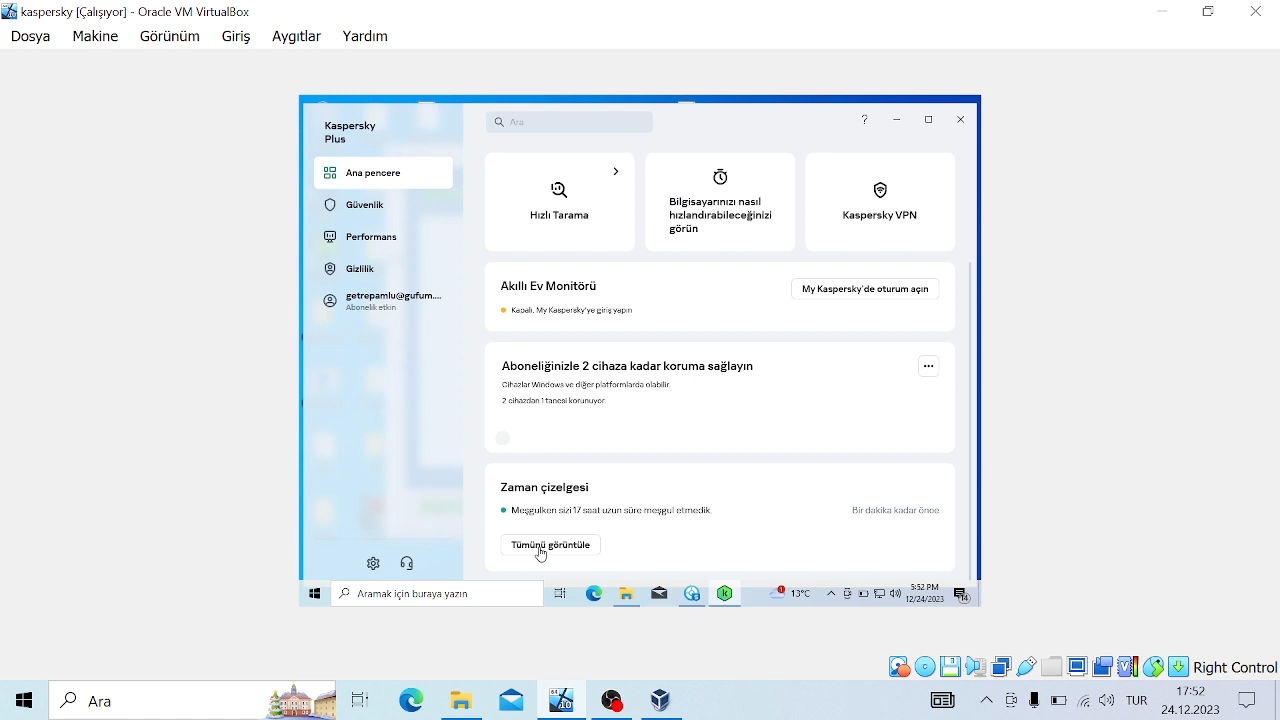 kaspersky [Çalışıyor] - Oracle VM VirtualBox
Dosya Makine Görünüm Giriş Aygıtlar Yardım
Kaspersky
Plus
Ara
?
Ana pencere
Güvenlik
Performans
Gizlilik
getrepamlu@gufum....
Abonelik etkin
Hızlı Tarama
Bilgisayarınızı nasıl
hızlandırabileceğinizi
görün
Kaspersky VPN
Akıllı Ev Monitörü
My Kaspersky'de oturum açın
Kapalı. My Kaspersky'ye giriş yapın
Aboneliğinizle 2 cihaza kadar koruma sağlayın
Cihazlar Windows ve diğer platformlarda olabilir.
2 cihazdan 1 tanesi korunuyor.
Zaman çizelgesi
Meşgulken sizi 17 saat uzun süre meşgul etmedik.
Bir dakika kadar önce
Tümünü görüntüle
Aramak için buraya yazın
1
13°C
5:52 PM
12/24/2023
14
Right Control
Ara
64
10
TUR
17:52
24.12.2023